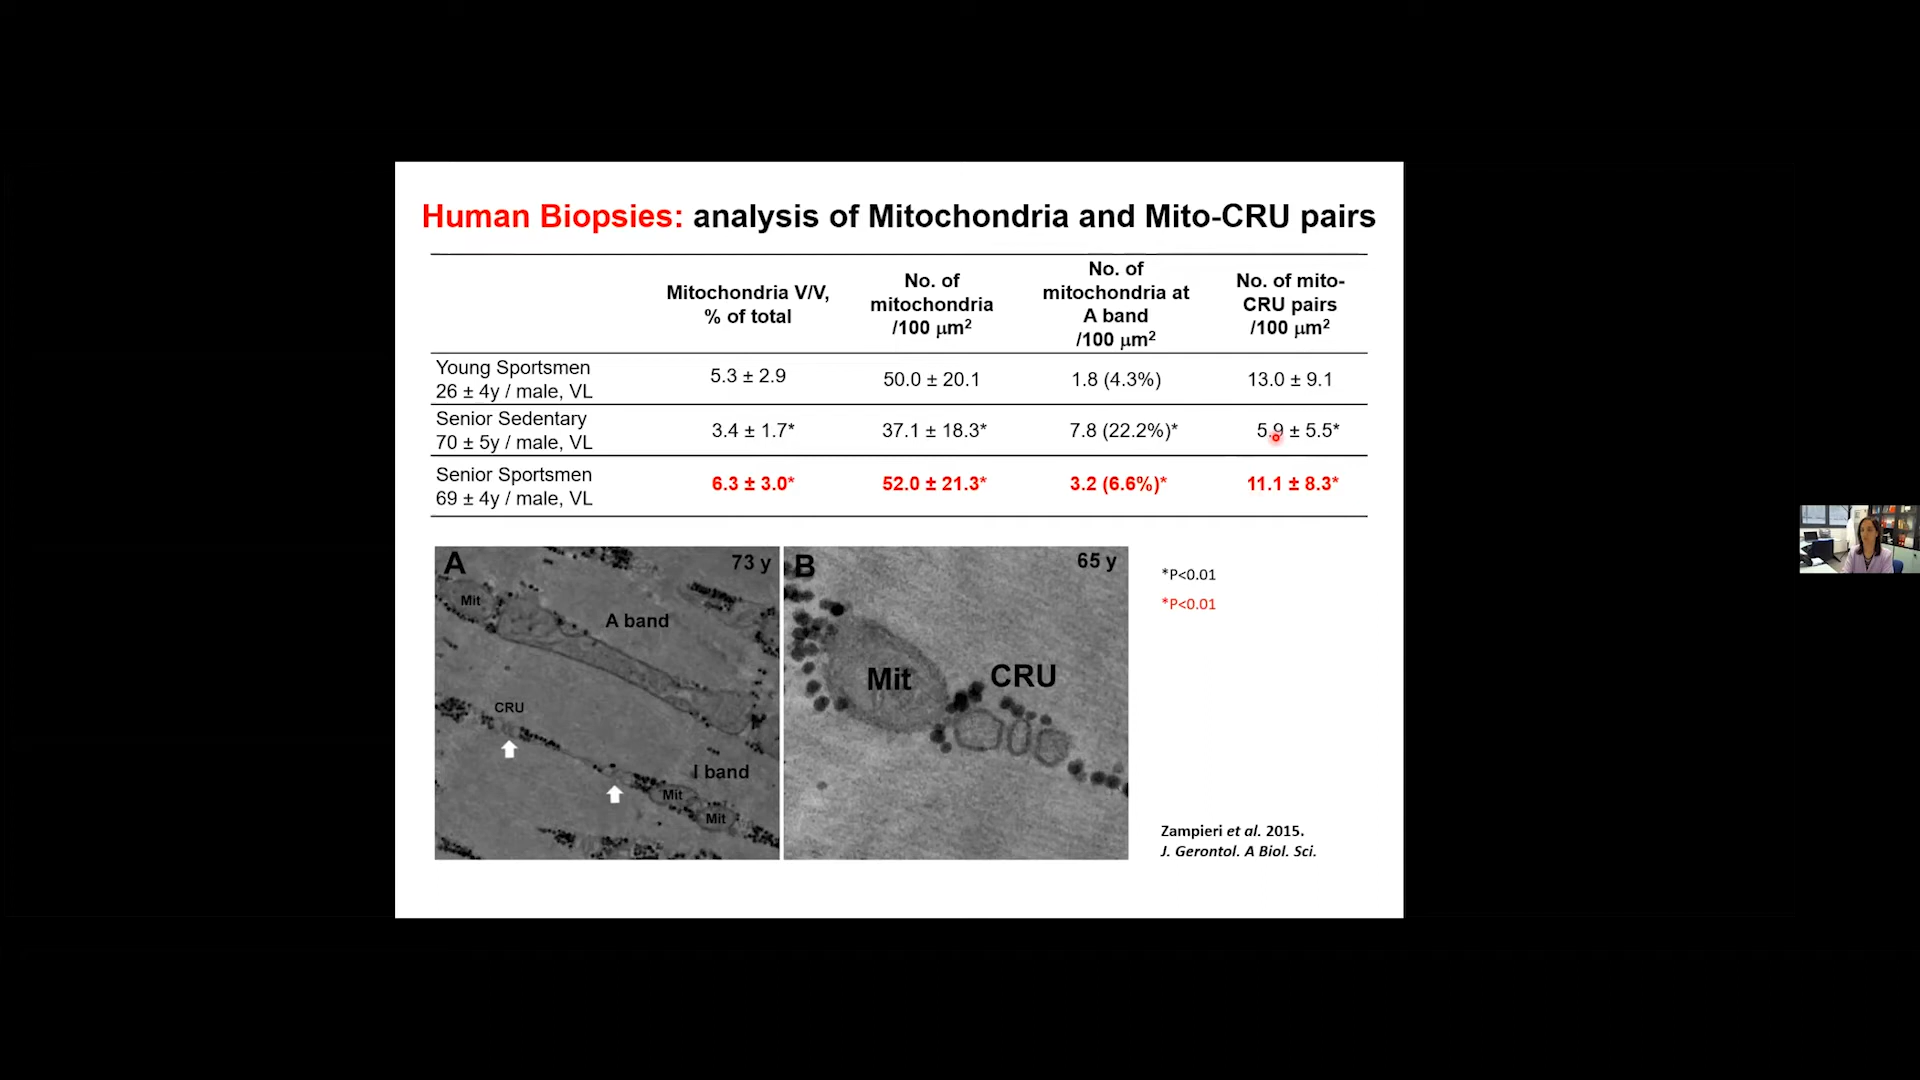 Human Biopsies: analysis of Mitochondria and Mito-CRU pairs
Mitochondria V/V,
% of total
No. of
mitochondria
/100 μm²
No. of
mitochondria at
A band
/100 μm²
No. of mito-
CRU pairs
/100 μm²
Young Sportsmen
26 ± 4y / male, VL
5.3 ± 2.9
50.0 ± 20.1
1.8 (4.3%)
13.0 ± 9.1
Senior Sedentary
70 ± 5y / male, VL
3.4 ± 1.7*
37.1 ± 18.3*
7.8 (22.2%)*
5.9 ± 5.5*
Senior Sportsmen
69 ± 4y / male, VL
6.3 ± 3.0*
52.0 ± 21.3*
3.2 (6.6%)*
11.1 ± 8.3*
A
73 y
Mit
A band
CRU
I band
Mit
Mit
B
65 y
Mit
CRU
*P<0.01
*P<0.01
Zampieri et al. 2015.
J. Gerontol. A Biol. Sci.